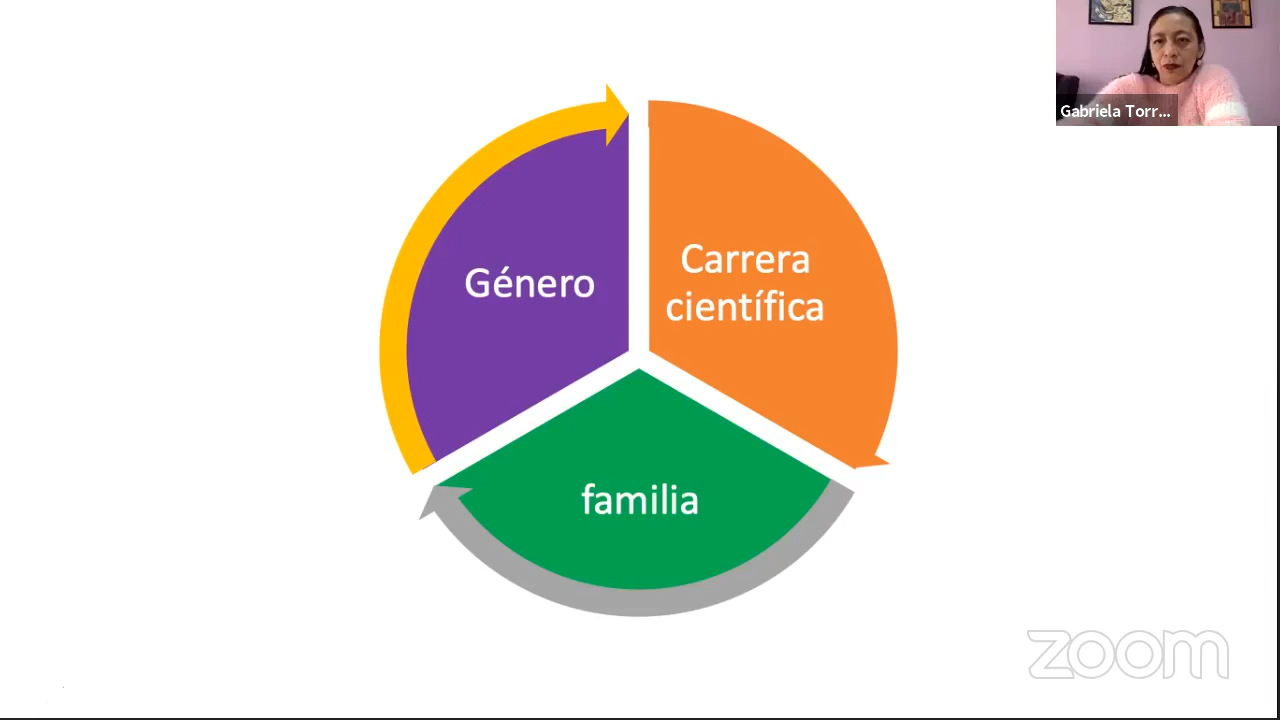 Gabriela Torr...
Género
Carrera
científica
familia
zoom